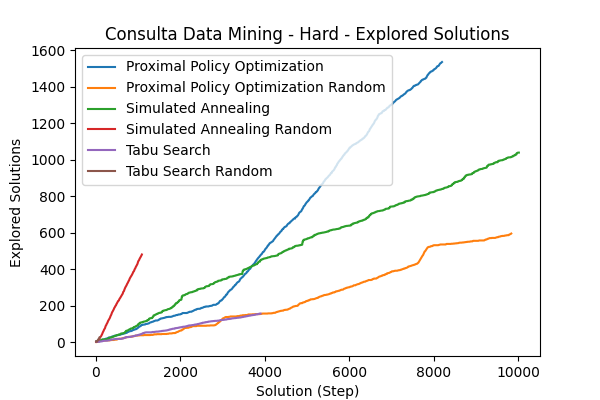 Consulta Data Mining - Hard - Explored Solutions
Explored Solutions
1600
1400
1200
1000
800
600
400
200
0
Proximal Policy Optimization
Proximal Policy Optimization Random
Simulated Annealing
Simulated Annealing Random
Tabu Search
Tabu Search Random
0 2000 4000 6000 8000 10000
Solution (Step)